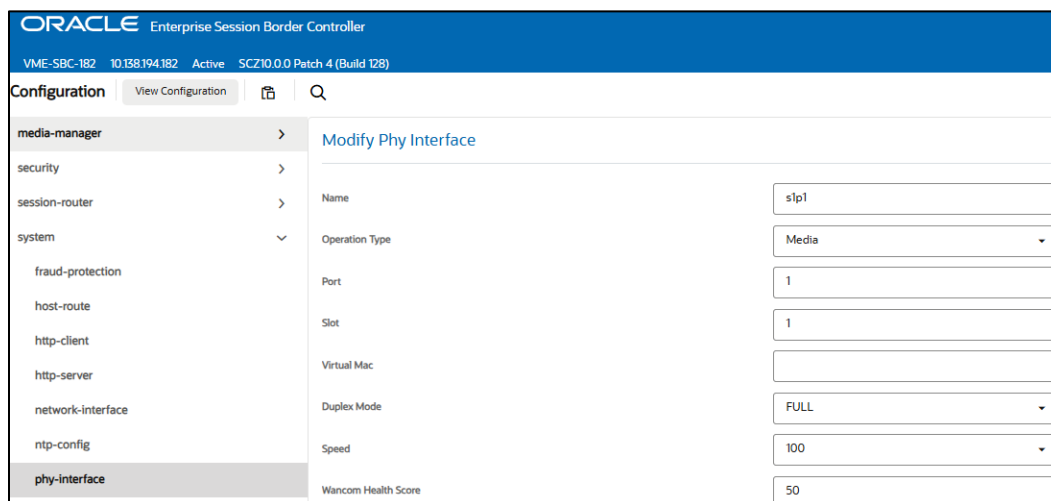 ORACLE Enterprise Session Border Controller
VME-SBC-182 10.138.194.182 Active SCZ10.0.0 Patch 4 (Build 128)
Configuration View Configuration
media-manager
security
session-router
system
fraud-protection
host-route
http-client
http-server
network-interface
ntp-config
phy-interface
Modify Phy Interface
Name s1p1
Operation Type Media
Port 1
Slot 1
Virtual Mac
Duplex Mode FULL
Speed 100
Wancom Health Score 50